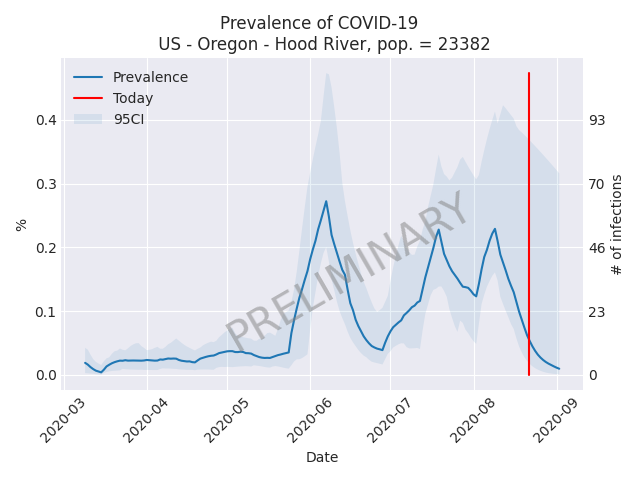 Prevalence of COVID-19
US - Oregon - Hood River, pop. = 23382
Prevalence
Today
95CI
PRELIMINARY
%
0.4
0.3
0.2
0.1
0.0
93
70
46
23
0
# of infections
2020-03
2020-04
2020-05
2020-06
2020-07
2020-08
2020-09
Date